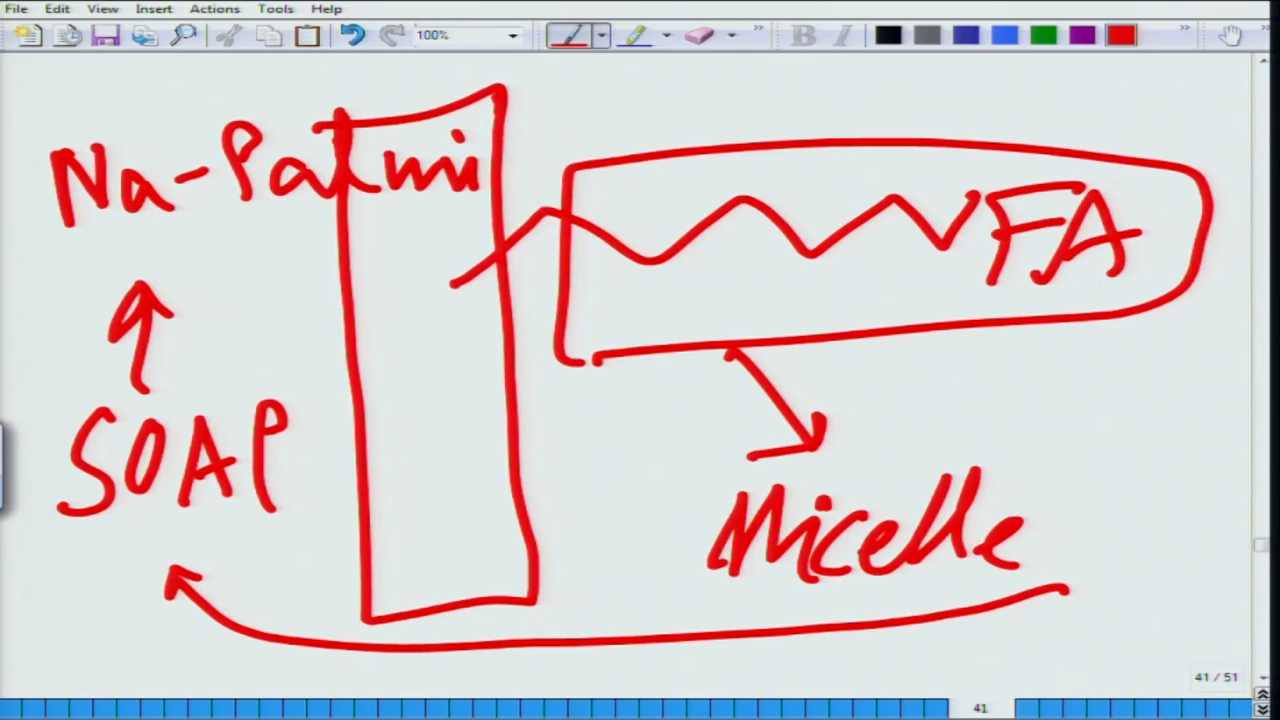 File Edit View Insert Actions Tools Help
100%
B I
Na-Palmi
FA
SOAP
Micelle
41 / 51
41